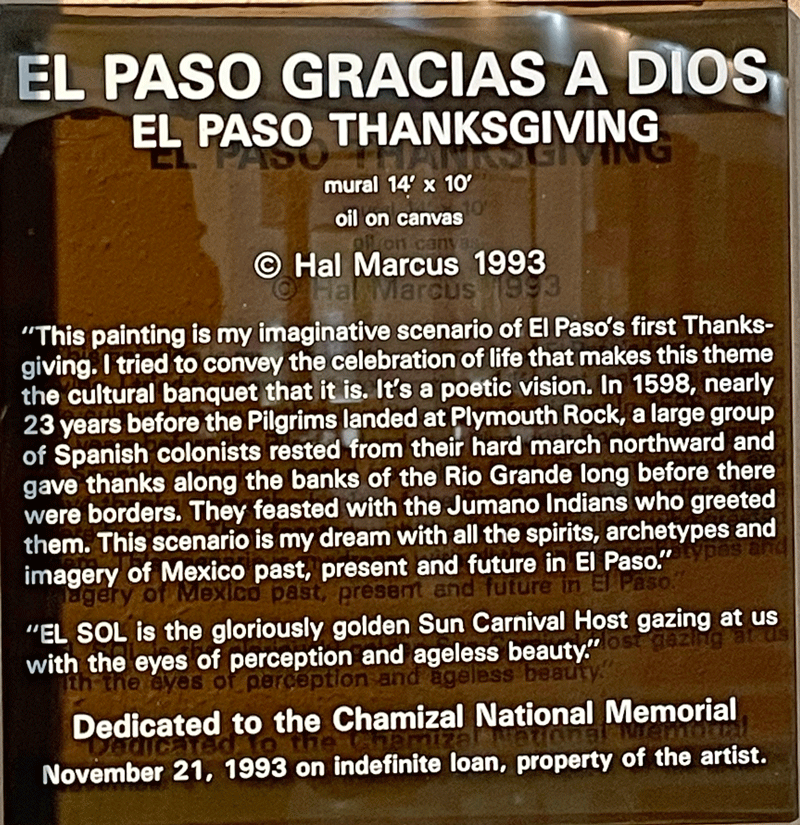 EL PASO GRACIAS A DIOS
EL PASO THANKSGIVING
mural 14' x 10'
oil on canvas
© Hal Marcus 1993
"This painting is my imaginative scenario of El Paso's first Thanks-
giving. I tried to convey the celebration of life that makes this theme
the cultural banquet that it is. It's a poetic vision. In 1598, nearly
23 years before the Pilgrims landed at Plymouth Rock, a large group
of Spanish colonists rested from their hard march northward and
gave thanks along the banks of the Rio Grande long before there
were borders. They feasted with the Jumano Indians who greeted
them. This scenario is my dream with all the spirits, archetypes and
imagery of Mexico past, present and future in El Paso."
"EL SOL is the gloriously golden Sun Carnival Host gazing at us
with the eyes of perception and ageless beauty."
Dedicated to the Chamizal National Memorial
November 21, 1993 on indefinite loan, property of the artist.